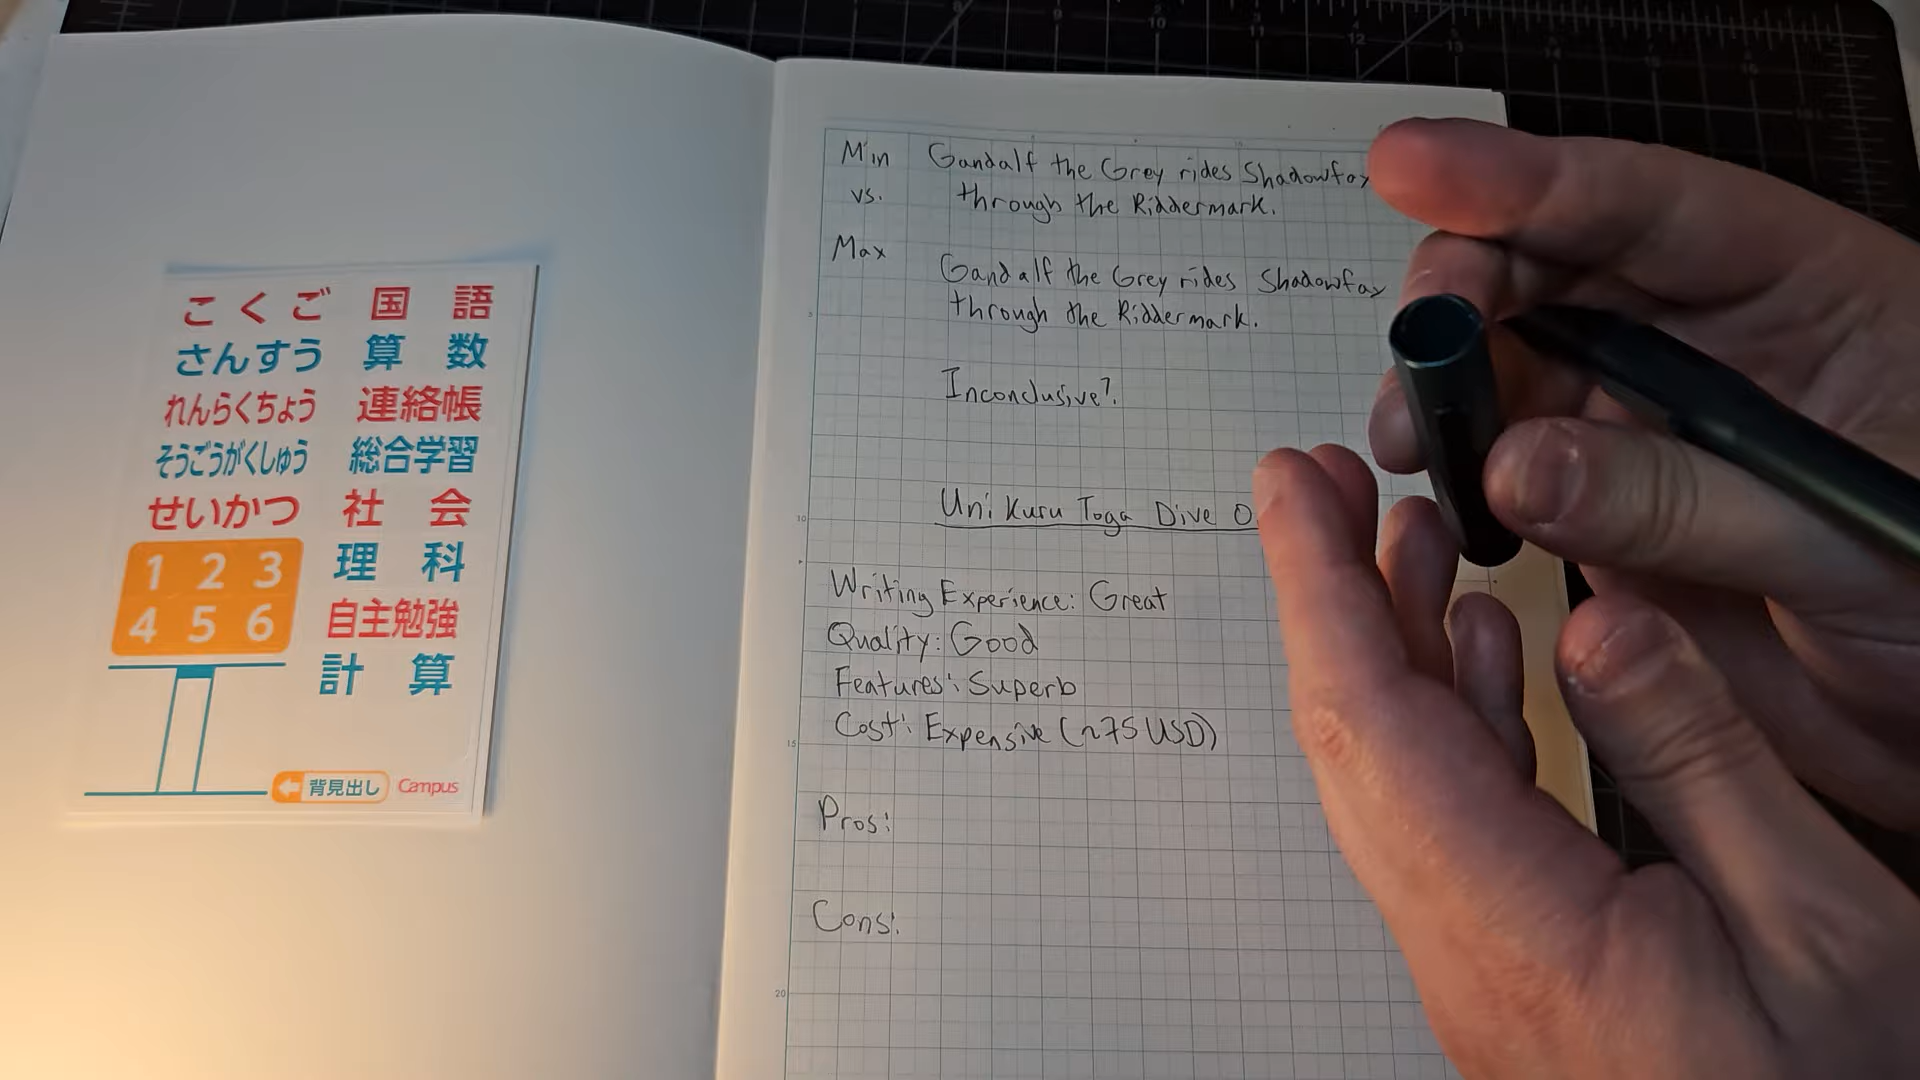 こくご 国語
さんすう 算数
れんらくちょう 連絡帳
そうごうがくしゅう 総合学習
せいかつ 社会
1 2 3 理科
4 5 6 自主勉強
計算
背見出し Campus
Min Gandalf the Grey rides Shadowfax
vs. through the Riddermark.
Max Gandalf the Grey rides Shadowfax
through the Riddermark.
Inconclusive?
Uni Kuru Toga Dive
Writing Experience: Great
Quality: Good
Features: Superb
Cost: Expensive (~75 USD)
Pros:
Cons:
5
10
15
20